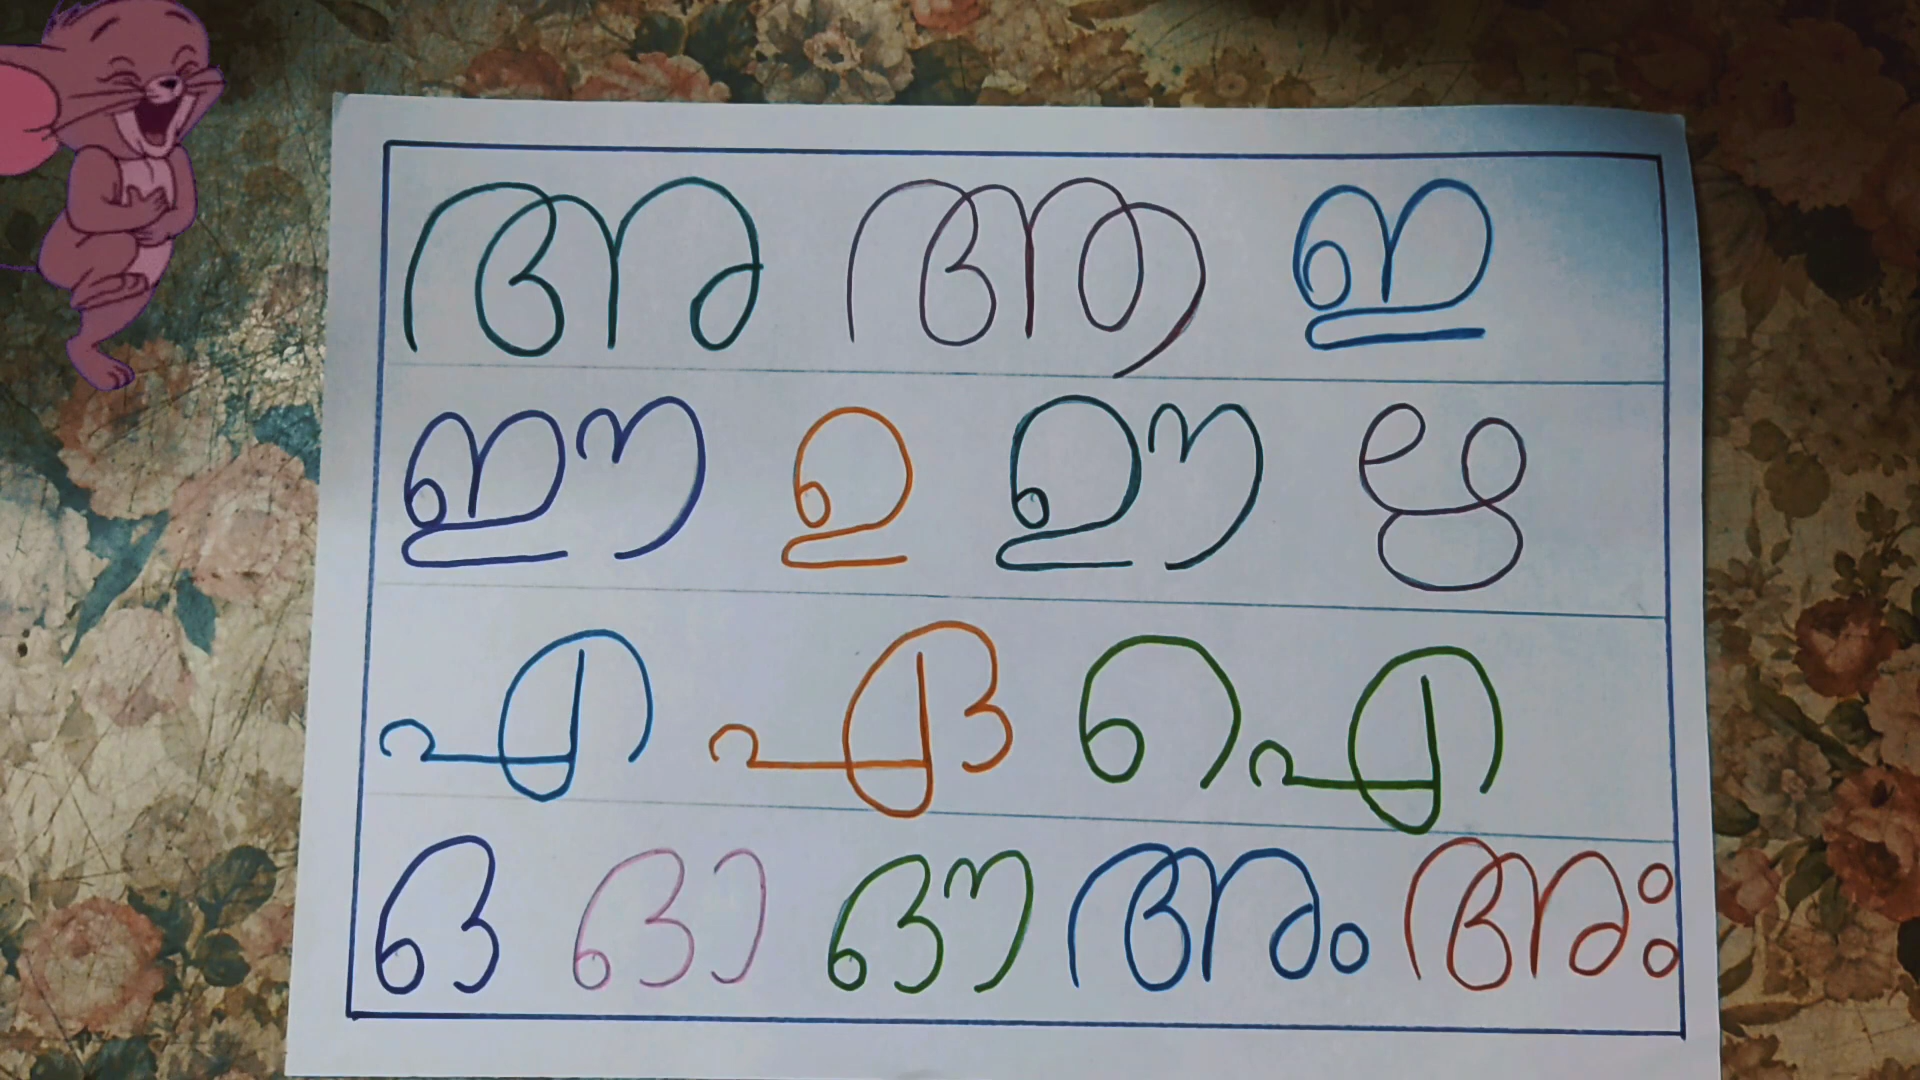 അ ആ ഇ
ഈ ഉ ഊ ഋ
എ ഏ ഐ
ഒ ഓ ഔ അം അഃ